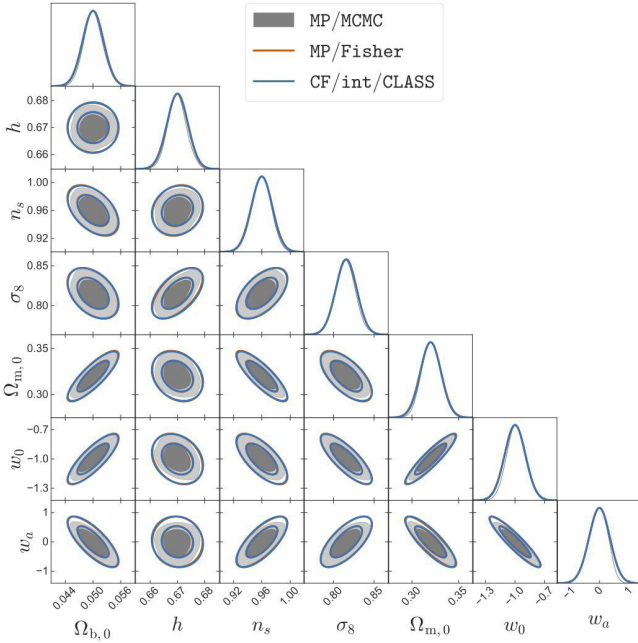 MP/MCMC
MP/Fisher
CF/int/CLASS
0.68
0.67
0.66
h
1.00
0.96
0.92
n_s
0.85
0.80
σ_8
0.35
0.30
Ω_{m,0}
−0.7
−1.0
−1.3
w_0
1
0
−1
w_a
0.044 0.050 0.056 0.66 0.67 0.68 0.92 0.96 1.00 0.80 0.85 0.30 0.35 −1.3 −1.0 −0.7 −1 0 1
Ω_{b,0} h n_s σ_8 Ω_{m,0} w_0 w_a